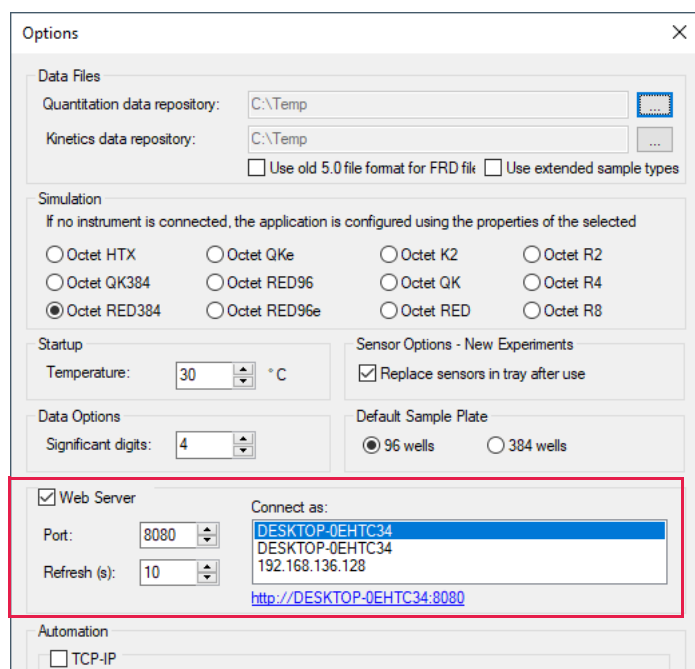 Options
Data Files
Quantitation data repository: C:\Temp ...
Kinetics data repository: C:\Temp ...
Use old 5.0 file format for FRD file Use extended sample types
Simulation
If no instrument is connected, the application is configured using the properties of the selected
Octet HTX Octet QKe Octet K2 Octet R2
Octet QK384 Octet RED96 Octet QK Octet R4
Octet RED384 Octet RED96e Octet RED Octet R8
Startup Sensor Options - New Experiments
Temperature: 30 °C Replace sensors in tray after use
Data Options Default Sample Plate
Significant digits: 4 96 wells 384 wells
Web Server Connect as:
Port: 8080 DESKTOP-0EHTC34
DESKTOP-0EHTC34
Refresh (s): 10 192.168.136.128
http://DESKTOP-0EHTC34:8080
Automation
TCP-IP